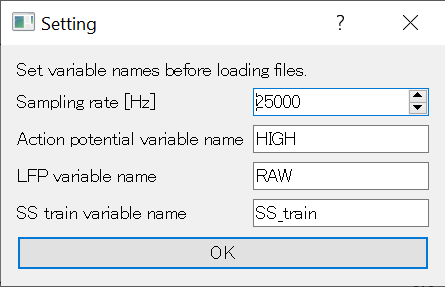 Setting
Set variable names before loading files.
Sampling rate [Hz] 25000
Action potential variable name HIGH
LFP variable name RAW
SS train variable name SS_train
OK